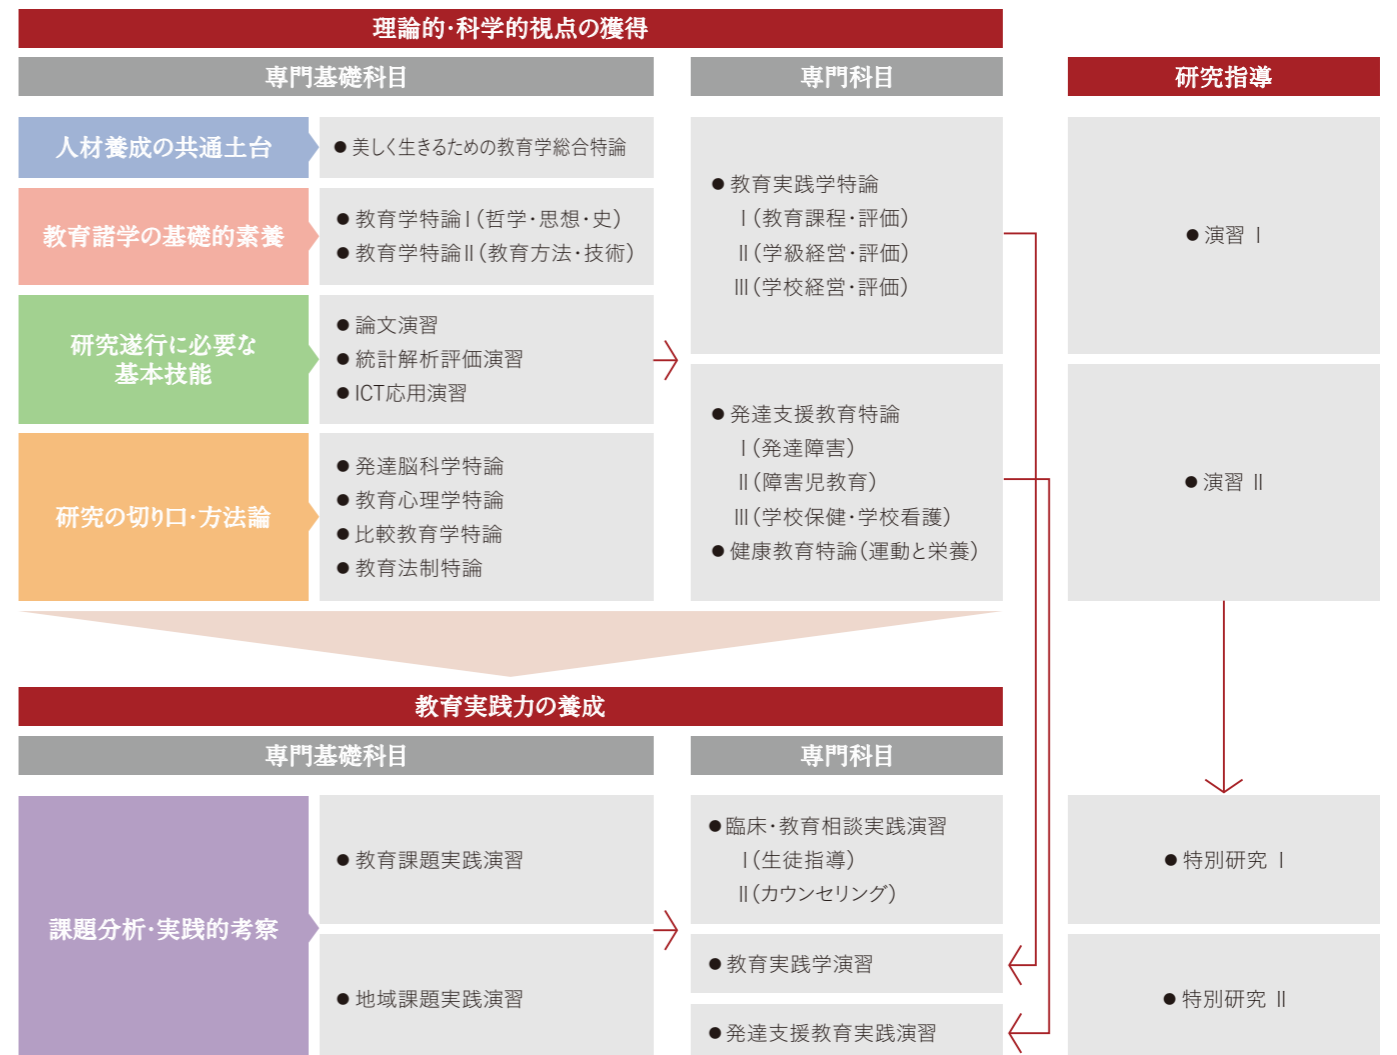 理論的・科学的視点の獲得
専門基礎科目
専門科目
研究指導
人材養成の共通土台
●美しく生きるための教育学総合特論
教育諸学の基礎的素養
●教育学特論Ⅰ（哲学・思想・史）
●教育学特論Ⅱ（教育方法・技術）
研究遂行に必要な
基本技能
●論文演習
●統計解析評価演習
●ICT応用演習
研究の切り口・方法論
●発達脳科学特論
●教育心理学特論
●比較教育学特論
●教育法制特論
●教育実践学特論
Ⅰ（教育課程・評価）
Ⅱ（学級経営・評価）
Ⅲ（学校経営・評価）
●発達支援教育特論
Ⅰ（発達障害）
Ⅱ（障害児教育）
Ⅲ（学校保健・学校看護）
●健康教育特論（運動と栄養）
●演習 Ⅰ
●演習 Ⅱ
教育実践力の養成
専門基礎科目
専門科目
課題分析・実践的考察
●教育課題実践演習
●地域課題実践演習
●臨床・教育相談実践演習
Ⅰ（生徒指導）
Ⅱ（カウンセリング）
●教育実践学演習
●発達支援教育実践演習
●特別研究 Ⅰ
●特別研究 Ⅱ